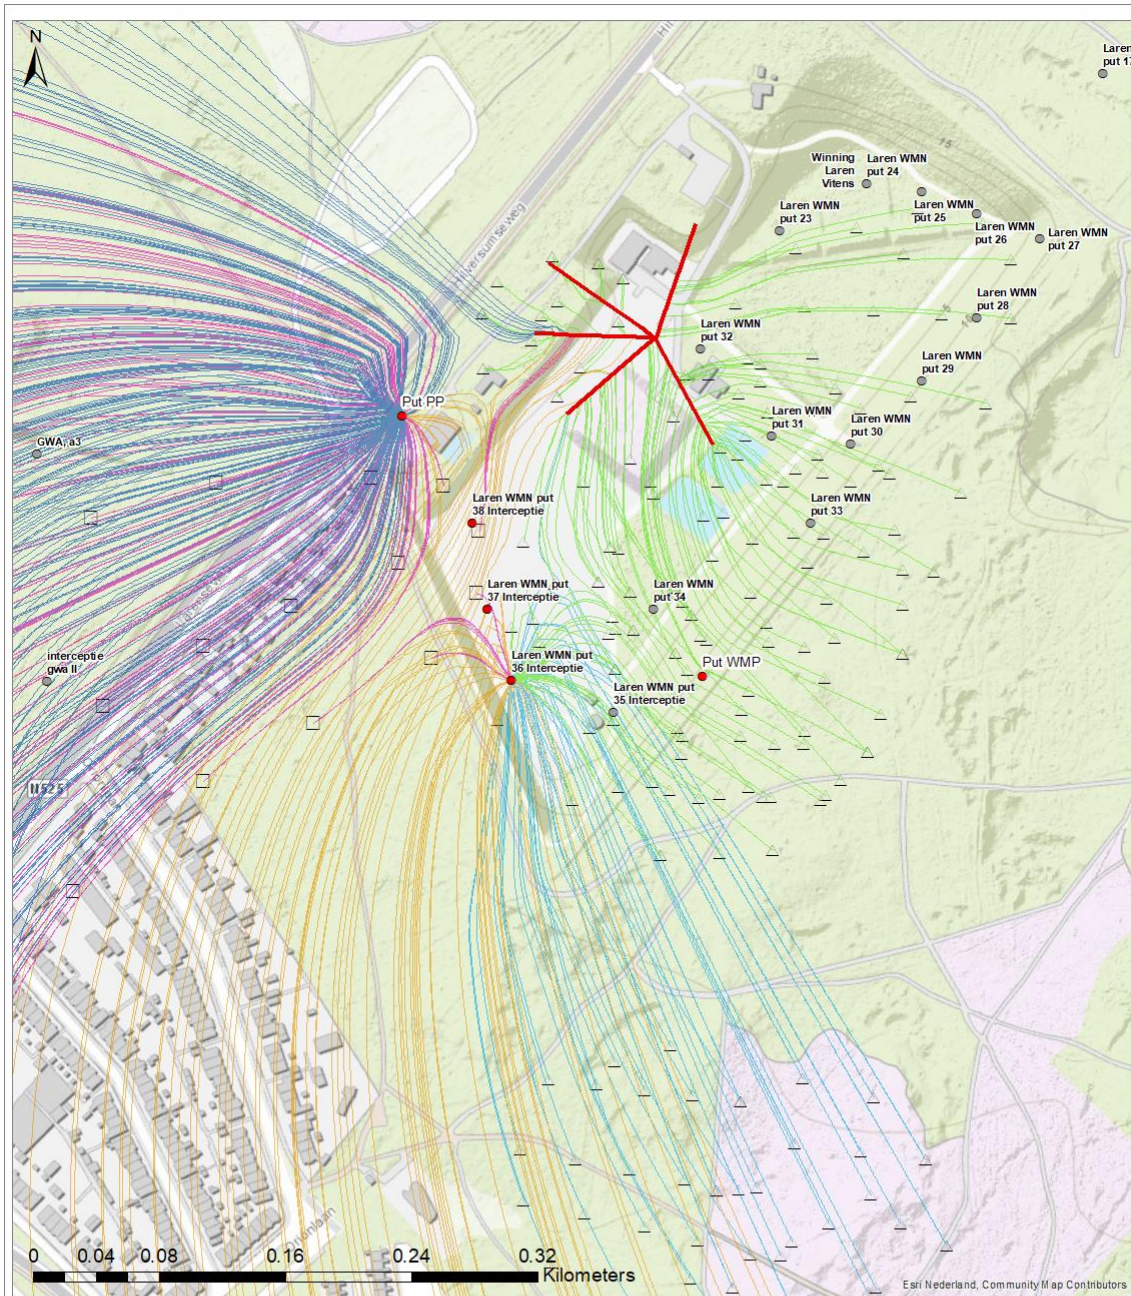 N
Hil
Laren
put 17
Hilversumseweg
Winning
Laren
Vitens
Laren WMN
put 24
15
Laren WMN
put 23
Laren WMN
put 25
Laren WMN
put 26
Laren WMN
put 27
Laren WMN
put 28
Laren WMN
put 32
Laren WMN
put 29
Put PP
Laren WMN
put 31
Laren WMN
put 30
GWA, a3
Laren WMN put
38 Interceptie
Laren WMN
put 33
Laren WMN put
37 Interceptie
Laren WMN
put 34
interceptie
gwa II
Laren WMN put
36 Interceptie
Put WMP
Laren WMN put
35 Interceptie
N525
0 0.04 0.08 0.16 0.24 0.32
Kilometers
Esri Nederland, Community Map Contributors